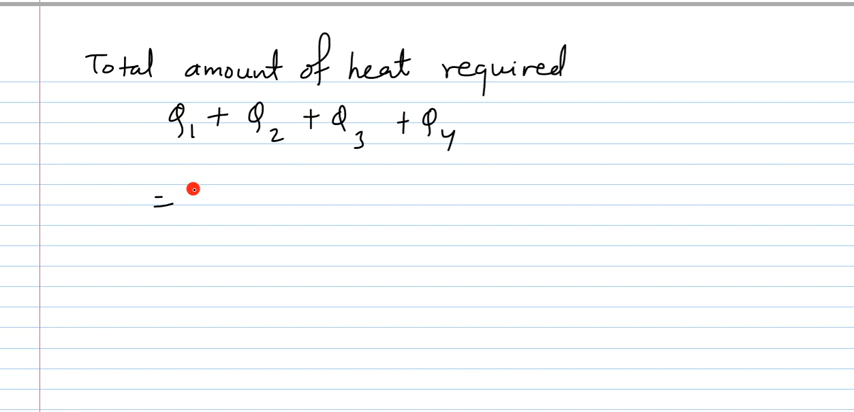 Total amount of heat required
Q₁ + Q₂ + Q₃ + Q₄
=